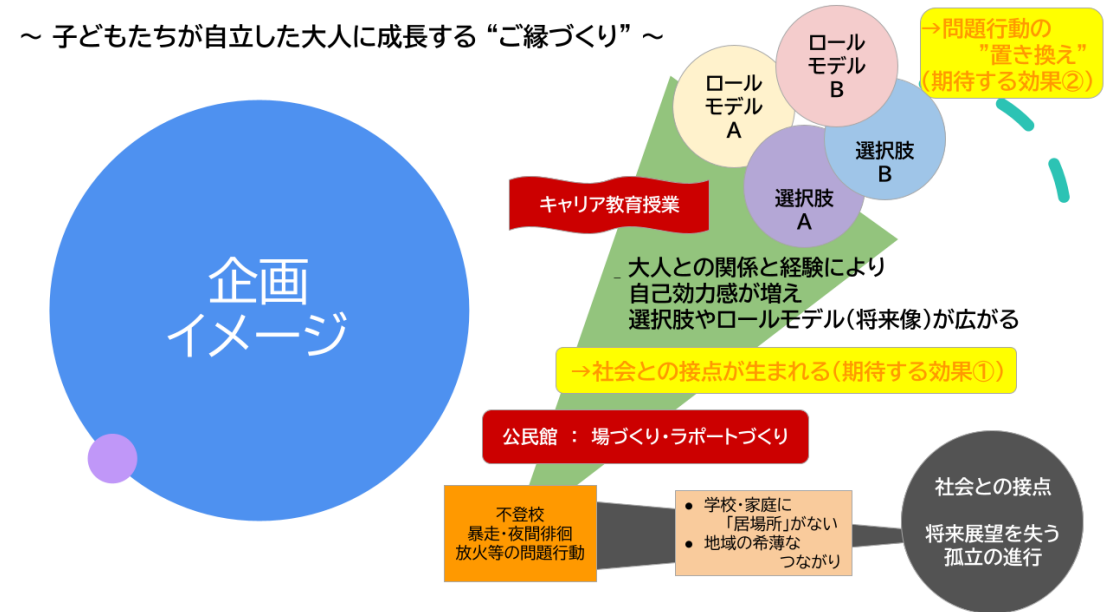 ～ 子どもたちが自立した大人に成長する “ご縁づくり” ～
企画
イメージ
ロール
モデル
A
ロール
モデル
B
選択肢
A
選択肢
B
→問題行動の
”置き換え”
(期待する効果②)
キャリア教育授業
_ 大人との関係と経験により
自己効力感が増え
選択肢やロールモデル(将来像)が広がる
→社会との接点が生まれる(期待する効果①)
公民館 ： 場づくり・ラポートづくり
不登校
暴走・夜間徘徊
放火等の問題行動
● 学校・家庭に
「居場所」がない
● 地域の希薄な
つながり
社会との接点
将来展望を失う
孤立の進行